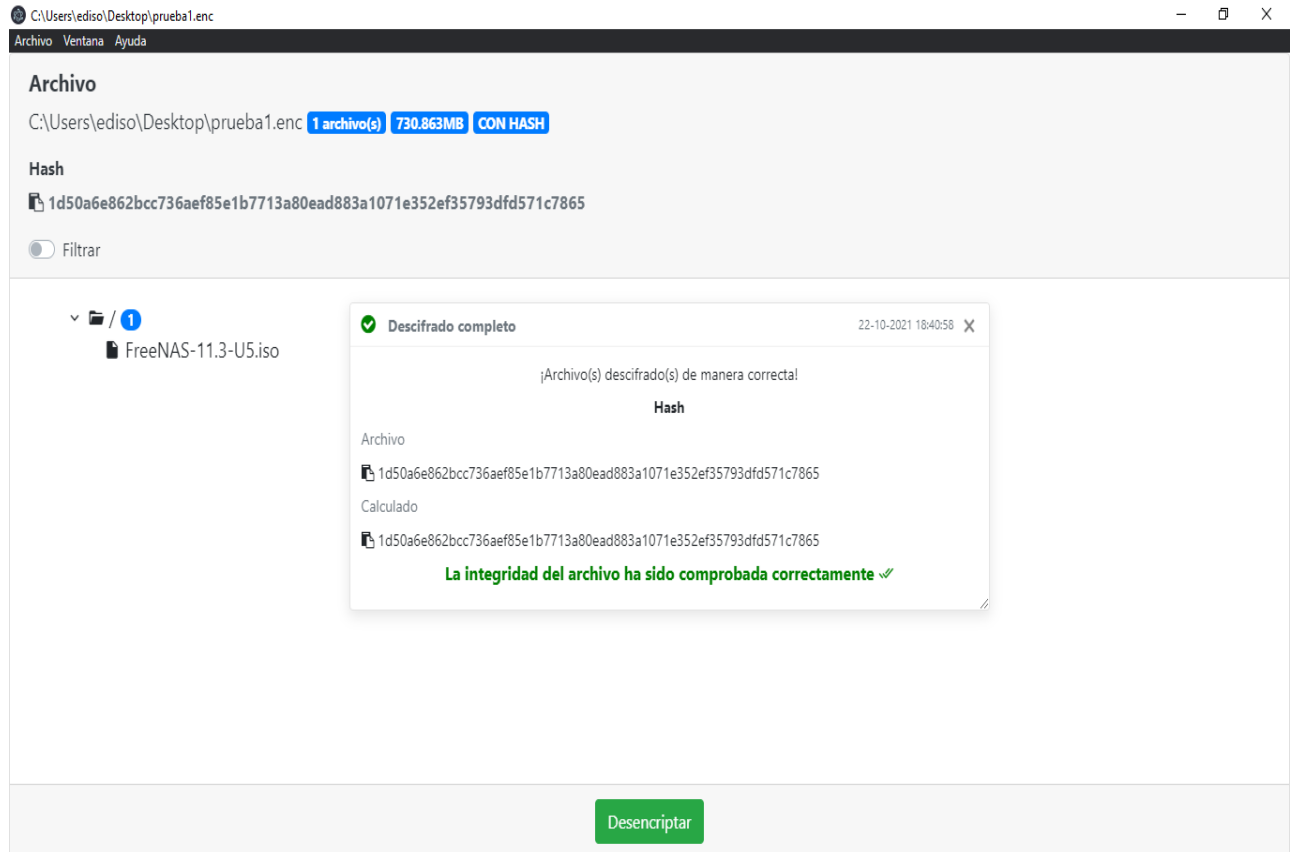 C:\Users\ediso\Desktop\prueba1.enc
Archivo Ventana Ayuda
Archivo
C:\Users\ediso\Desktop\prueba1.enc 1 archivo(s) 730.863MB CON HASH
Hash
1d50a6e862bcc736aef85e1b7713a80ead883a1071e352ef35793dfd571c7865
Filtrar
/ 1
FreeNAS-11.3-U5.iso
Descifrado completo 22-10-2021 18:40:58
¡Archivo(s) descifrado(s) de manera correcta!
Hash
Archivo
1d50a6e862bcc736aef85e1b7713a80ead883a1071e352ef35793dfd571c7865
Calculado
1d50a6e862bcc736aef85e1b7713a80ead883a1071e352ef35793dfd571c7865
La integridad del archivo ha sido comprobada correctamente
Desencriptar